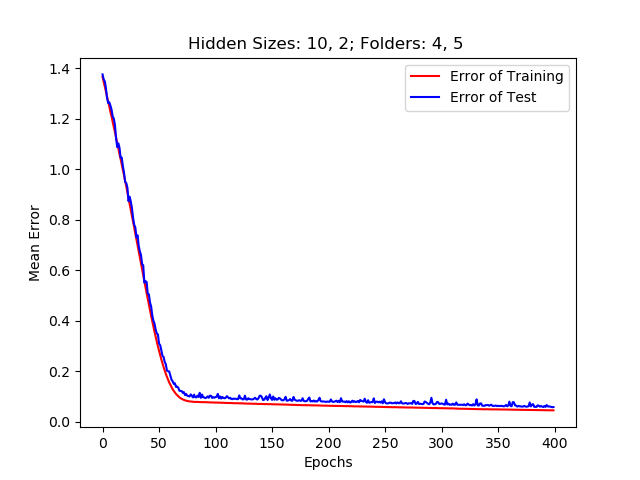 Hidden Sizes: 10, 2; Folders: 4, 5
Error of Training
Error of Test
Mean Error
1.4
1.2
1.0
0.8
0.6
0.4
0.2
0.0
0 50 100 150 200 250 300 350 400
Epochs